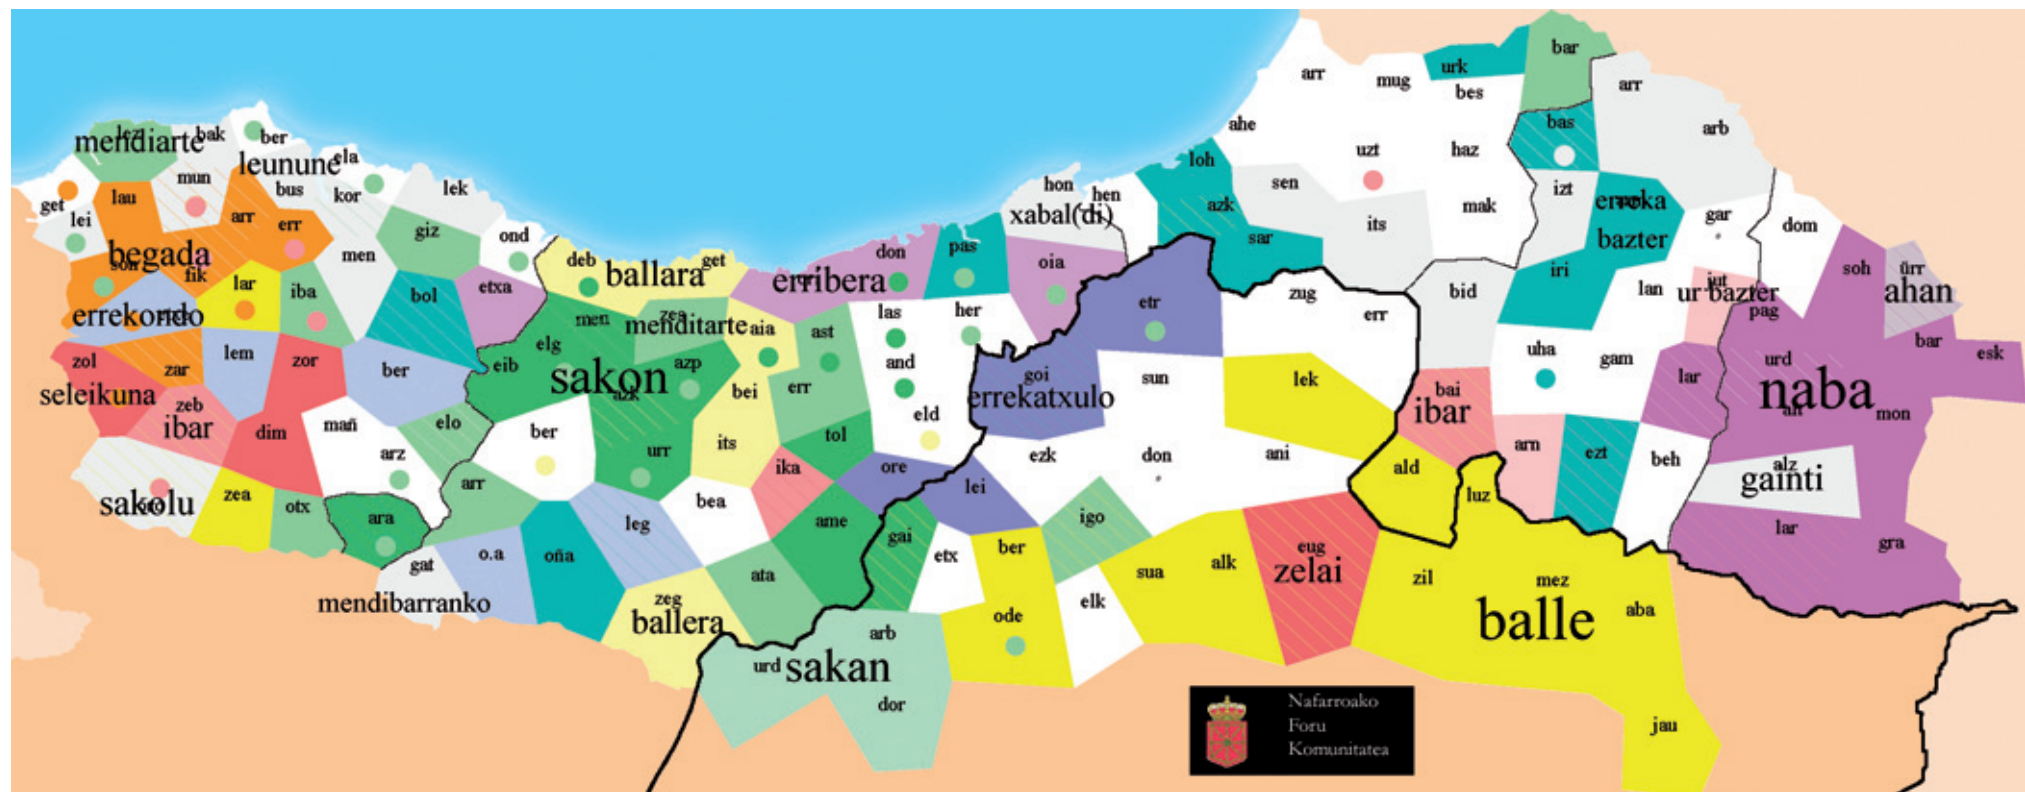 bar
arr
mug
urk
bes
arr
mendiarte
bak
ber
ahe
bas
arb
leunune
ela
uzt
haz
loh
mun
bus
kor
lek
hon
hen
sen
izt
get
lau
lei
arr
err
giz
xabal(di)
azk
its
mak
erreka
bazter
gar
dom
begada
men
ond
deb
ballara
get
don
pas
oia
sar
fik
lar
iba
bol
etxa
erribera
iri
bid
lan
jut
ur bazter
pag
soh
ürr
ahan
errekondo
men
menditarte
aia
ast
las
her
etr
zug
err
zol
zar
lem
zor
ber
eib
elg
sakon
azp
azk
bei
err
and
goi
errekatxulo
sun
lek
uha
gam
lar
urd
naba
bar
esk
seleikuna
zeb
ibar
dim
mañ
elo
ber
its
tol
eld
bai
ibar
mon
arz
urr
ika
ore
ezk
don
ani
ald
arn
ezt
beh
alz
gainti
sakolu
zea
otx
ara
arr
leg
bea
ame
lei
igo
luz
lar
gra
gat
o.a
oña
ata
gai
etx
ber
sua
alk
eug
zelai
zil
mez
balle
aba
mendibarranko
zeg
ballera
elk
ode
arb
urd
sakan
dor
jau
Nafarroako
Foru
Komunitatea